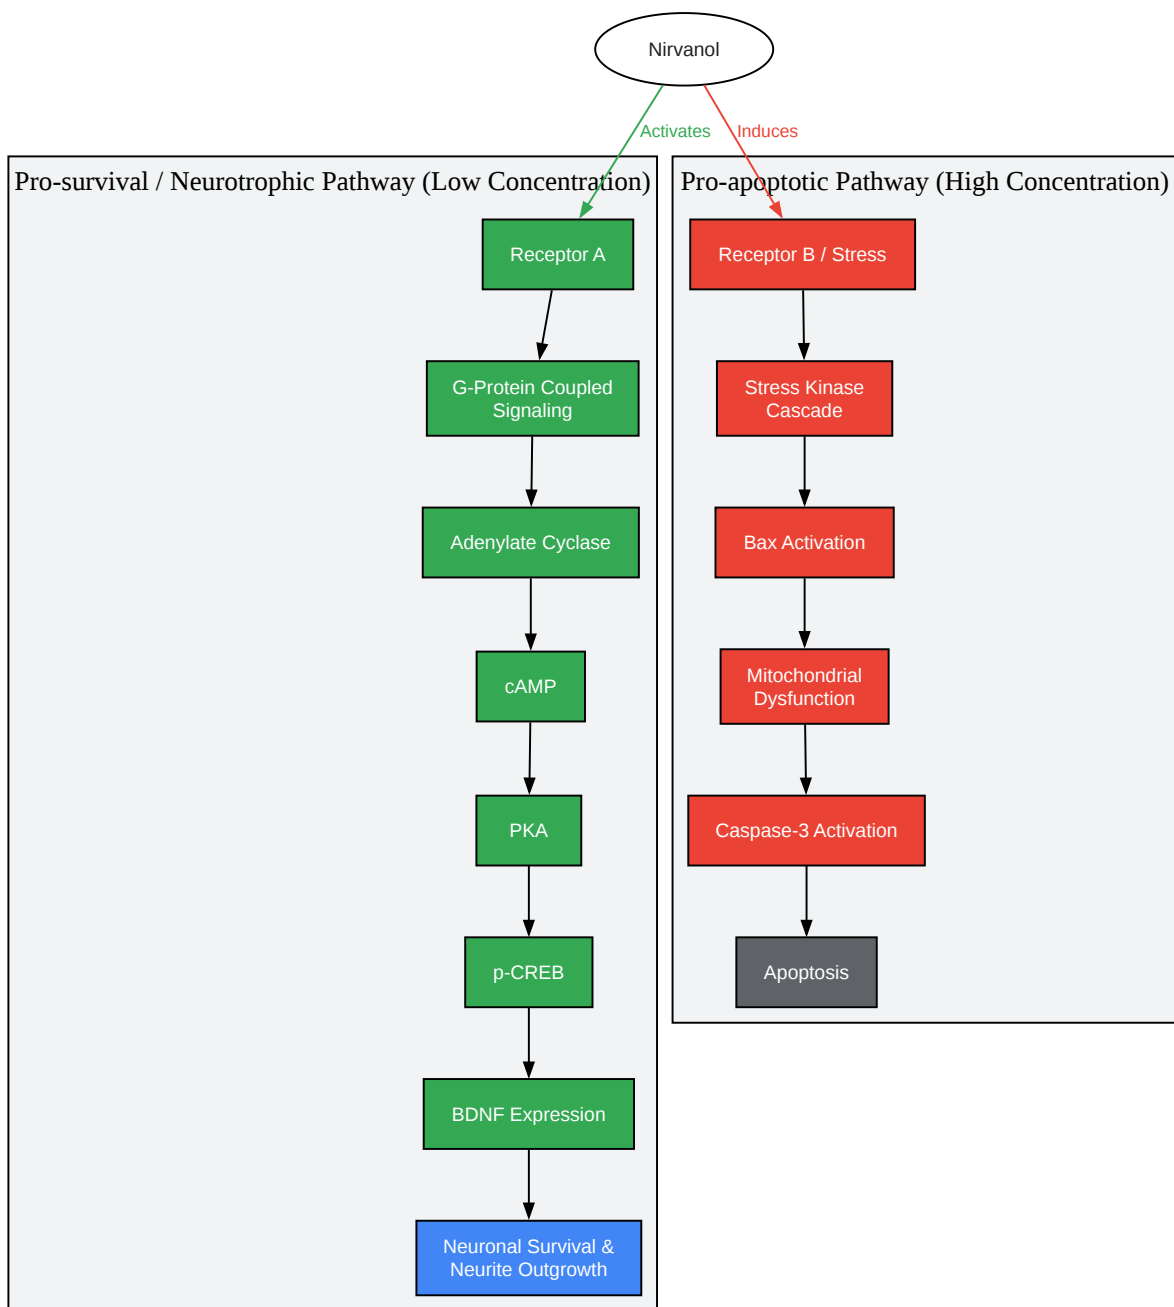 Nirvanol
Activates
Induces
Pro-survival / Neurotrophic Pathway (Low Concentration)
Receptor A
G-Protein Coupled
Signaling
Adenylate Cyclase
cAMP
PKA
p-CREB
BDNF Expression
Neuronal Survival &
Neurite Outgrowth
Pro-apoptotic Pathway (High Concentration)
Receptor B / Stress
Stress Kinase
Cascade
Bax Activation
Mitochondrial
Dysfunction
Caspase-3 Activation
Apoptosis